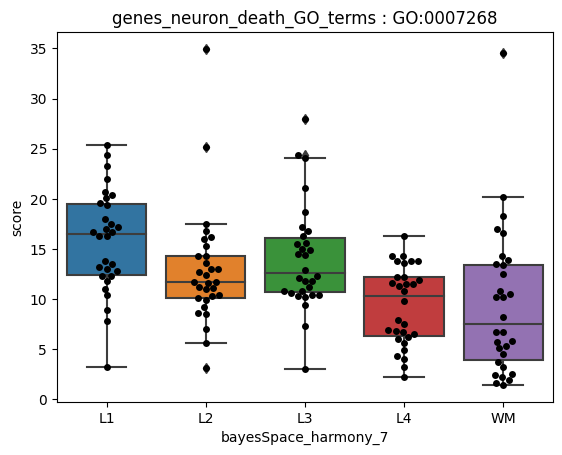 genes_neuron_death_GO_terms : GO:0007268
score
35
30
25
20
15
10
5
0
L1 L2 L3 L4 WM
bayesSpace_harmony_7